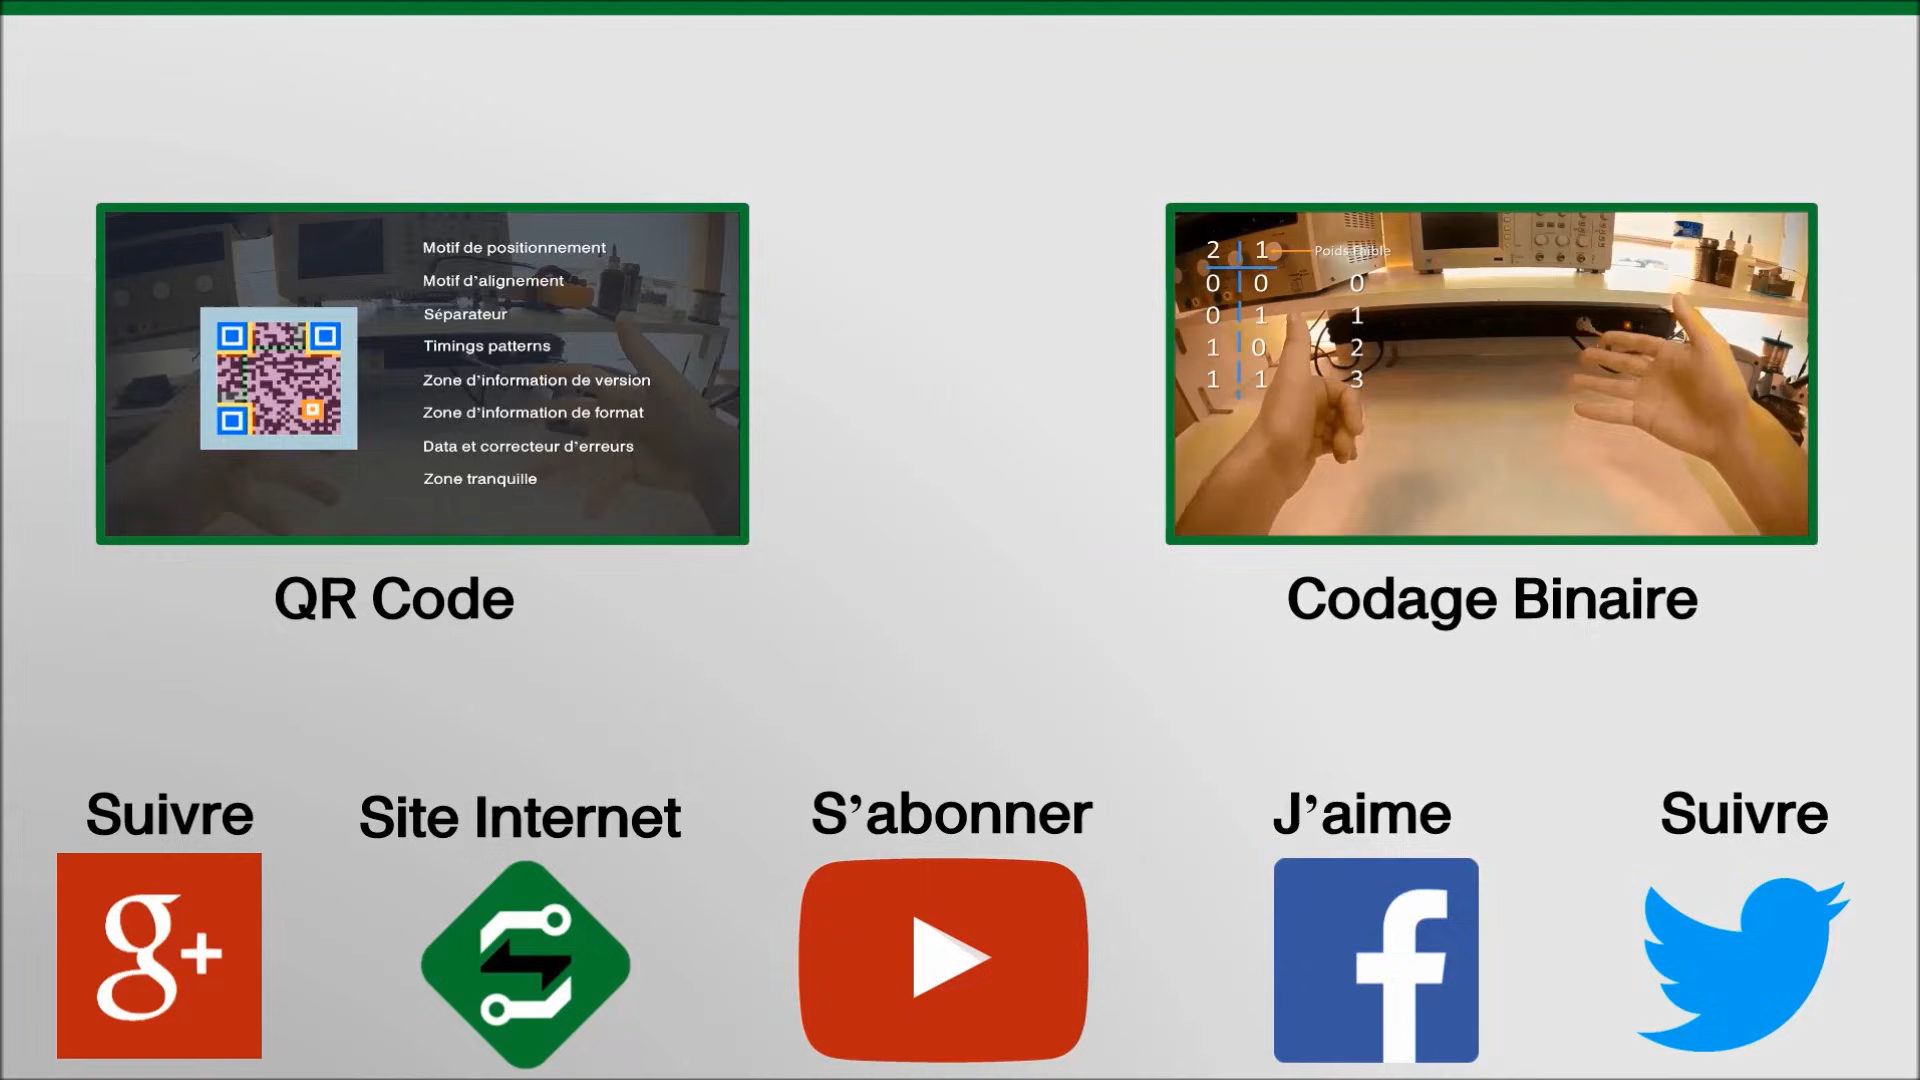 Motif de positionnement
Motif d'alignement
Séparateur
Timings patterns
Zone d'information de version
Zone d'information de format
Data et correcteur d'erreurs
Zone tranquille
2 1 Poids faible
0 0 0
0 1 1
1 0 2
1 1 3
QR Code
Codage Binaire
Suivre
Site Internet
S'abonner
J'aime
Suivre
g+
f